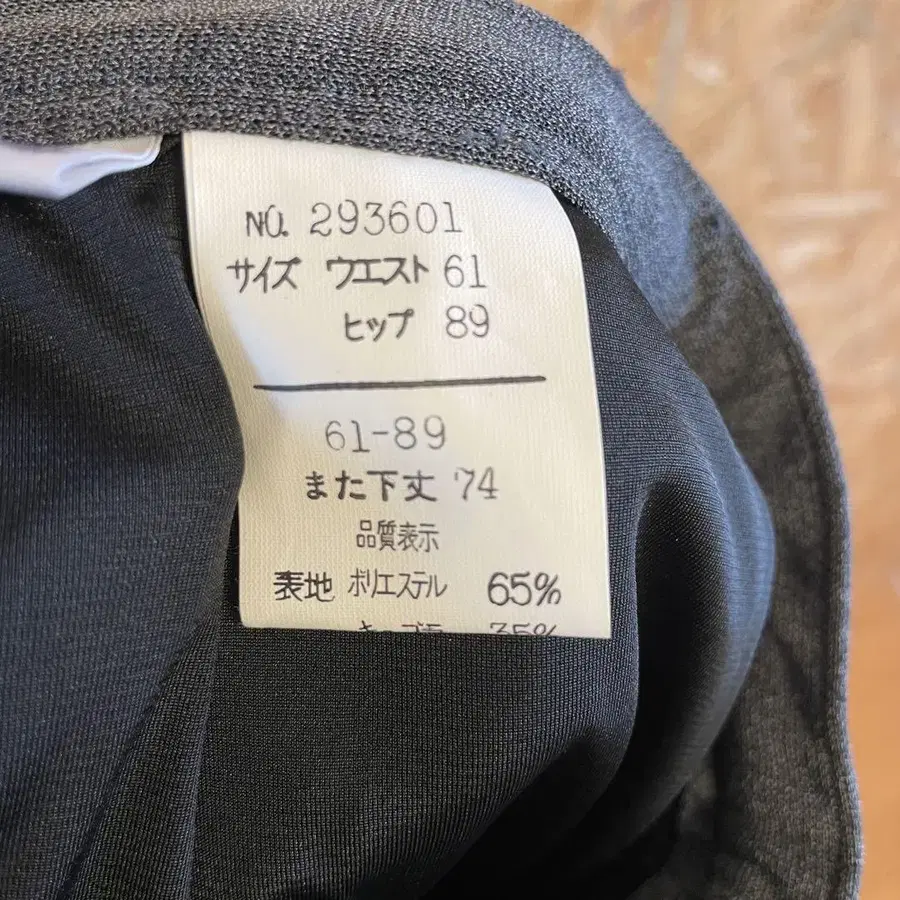 NO. 293601
サイズ ウエスト 61
ヒップ 89
61-89
また下丈 74
品質表示
表地 ポリエステル 65%
35%